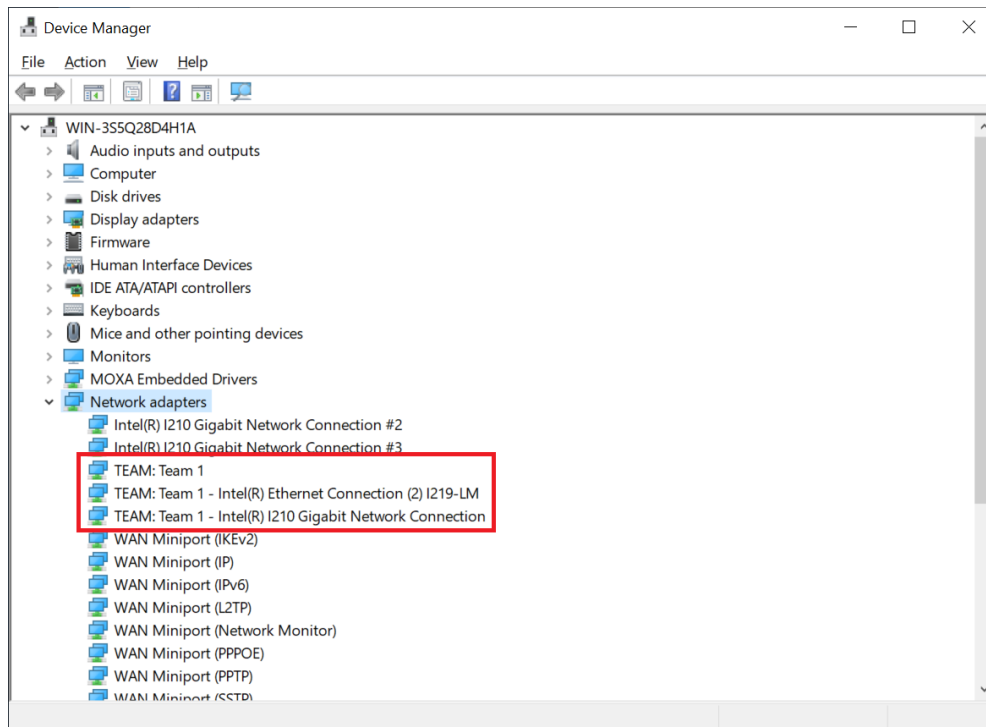 Device Manager
File Action View Help
WIN-3S5Q28D4H1A
Audio inputs and outputs
Computer
Disk drives
Display adapters
Firmware
Human Interface Devices
IDE ATA/ATAPI controllers
Keyboards
Mice and other pointing devices
Monitors
MOXA Embedded Drivers
Network adapters
Intel(R) I210 Gigabit Network Connection #2
Intel(R) I210 Gigabit Network Connection #3
TEAM: Team 1
TEAM: Team 1 - Intel(R) Ethernet Connection (2) I219-LM
TEAM: Team 1 - Intel(R) I210 Gigabit Network Connection
WAN Miniport (IKEv2)
WAN Miniport (IP)
WAN Miniport (IPv6)
WAN Miniport (L2TP)
WAN Miniport (Network Monitor)
WAN Miniport (PPPOE)
WAN Miniport (PPTP)
WAN Miniport (SSTP)